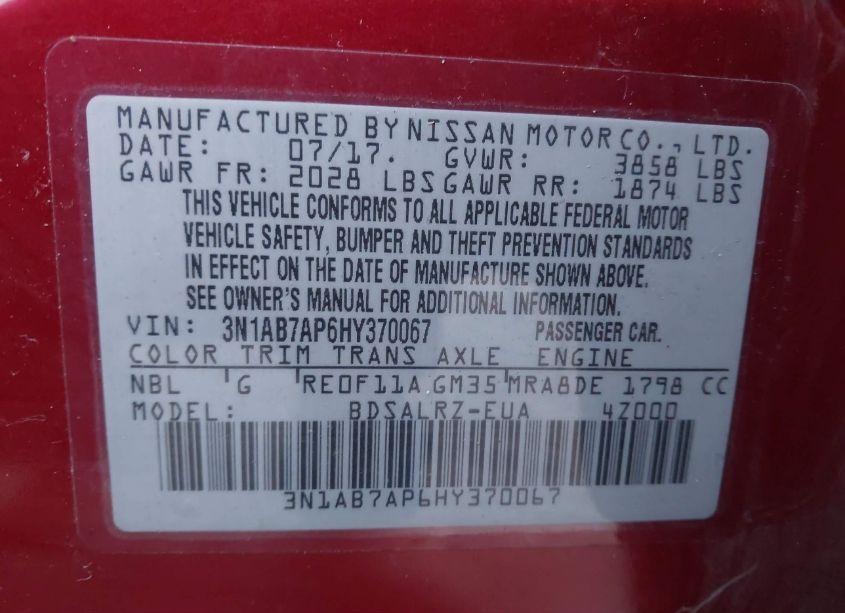 MANUFACTURED BY NISSAN MOTOR CO., LTD.
DATE: 07/17. GVWR: 3858 LBS
GAWR FR: 2028 LBS GAWR RR: 1874 LBS
THIS VEHICLE CONFORMS TO ALL APPLICABLE FEDERAL MOTOR
VEHICLE SAFETY, BUMPER AND THEFT PREVENTION STANDARDS
IN EFFECT ON THE DATE OF MANUFACTURE SHOWN ABOVE.
SEE OWNER'S MANUAL FOR ADDITIONAL INFORMATION.
VIN: 3N1AB7AP6HY370067 PASSENGER CAR.
COLOR TRIM TRANS AXLE ENGINE
NBL G RE0F11A GM35 MRA8DE 1798 CC
MODEL: BDSALRZ-EUA 4Z000
3N1AB7AP6HY370067